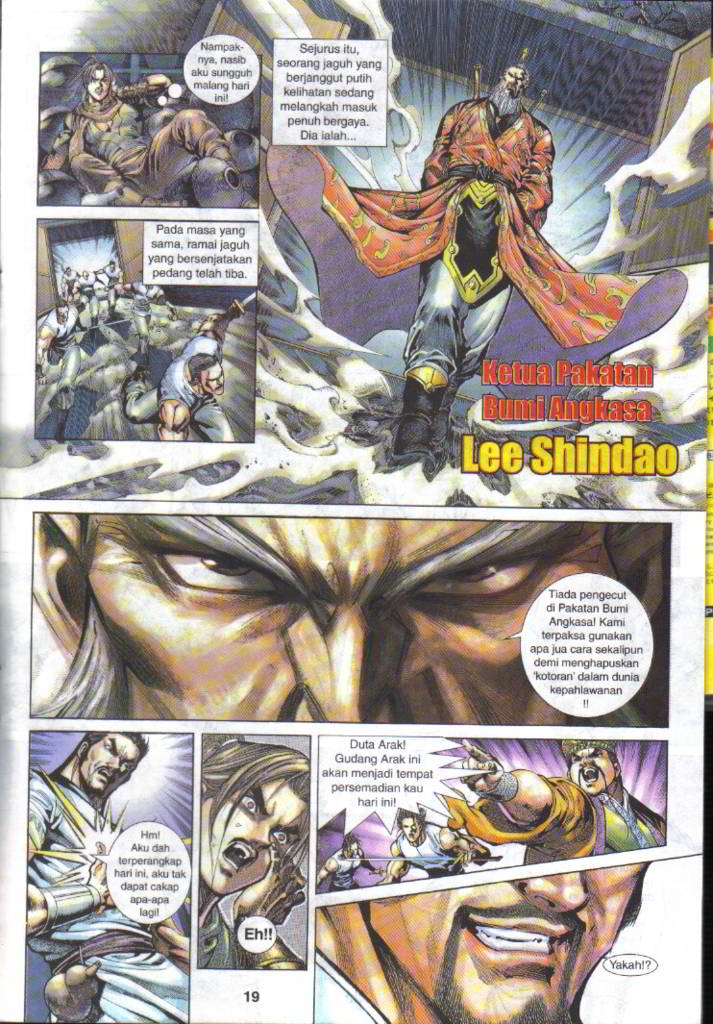 Nampak-
nya, nasib
aku sungguh
malang hari
ini!
Sejurus itu,
seorang jaguh yang
berjanggut putih
kelihatan sedang
melangkah masuk
penuh bergaya.
Dia ialah...
Pada masa yang
sama, ramai jaguh
yang bersenjatakan
pedang telah tiba.
Ketua Pakatan
Bumi Angkasa
Lee Shindao
Tiada pengecut
di Pakatan Bumi
Angkasa! Kami
terpaksa gunakan
apa jua cara sekalipun
demi menghapuskan
'kotoran' dalam dunia
kepahlawanan
!!
Hm!
Aku dah
terperangkap
hari ini, aku tak
dapat cakap
apa-apa
lagi!
Eh!!
Duta Arak!
Gudang Arak ini
akan menjadi tempat
persemadian kau
hari ini!
Yakah!?
19